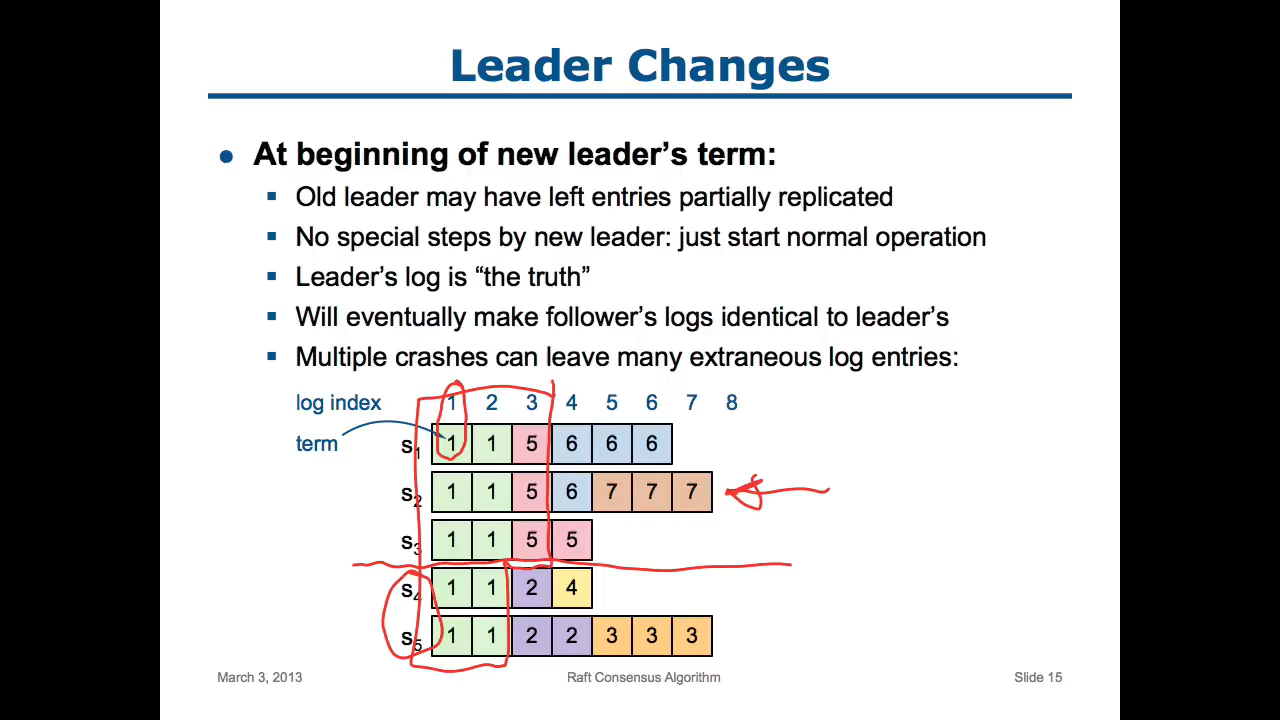 Leader Changes
● At beginning of new leader’s term:
▪ Old leader may have left entries partially replicated
▪ No special steps by new leader: just start normal operation
▪ Leader’s log is “the truth”
▪ Will eventually make follower’s logs identical to leader’s
▪ Multiple crashes can leave many extraneous log entries:
log index 1 2 3 4 5 6 7 8
term s1 1 1 5 6 6 6
s2 1 1 5 6 7 7 7
s3 1 1 5 5
s4 1 1 2 4
s5 1 1 2 2 3 3 3
March 3, 2013 Raft Consensus Algorithm Slide 15